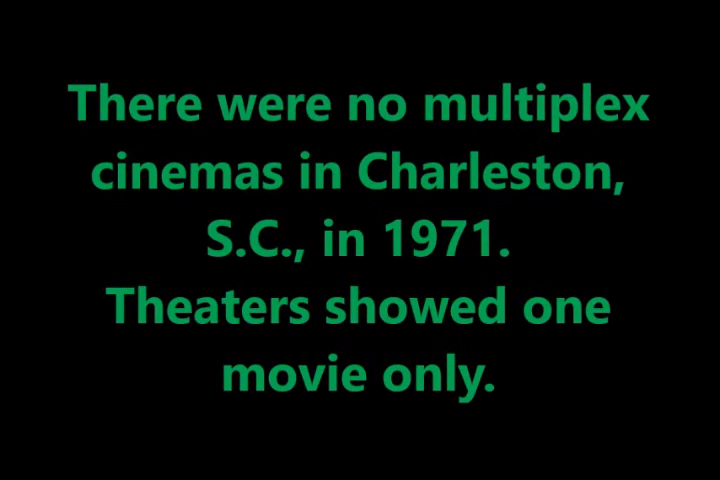 There were no multiplex
cinemas in Charleston,
S.C., in 1971.
Theaters showed one
movie only.